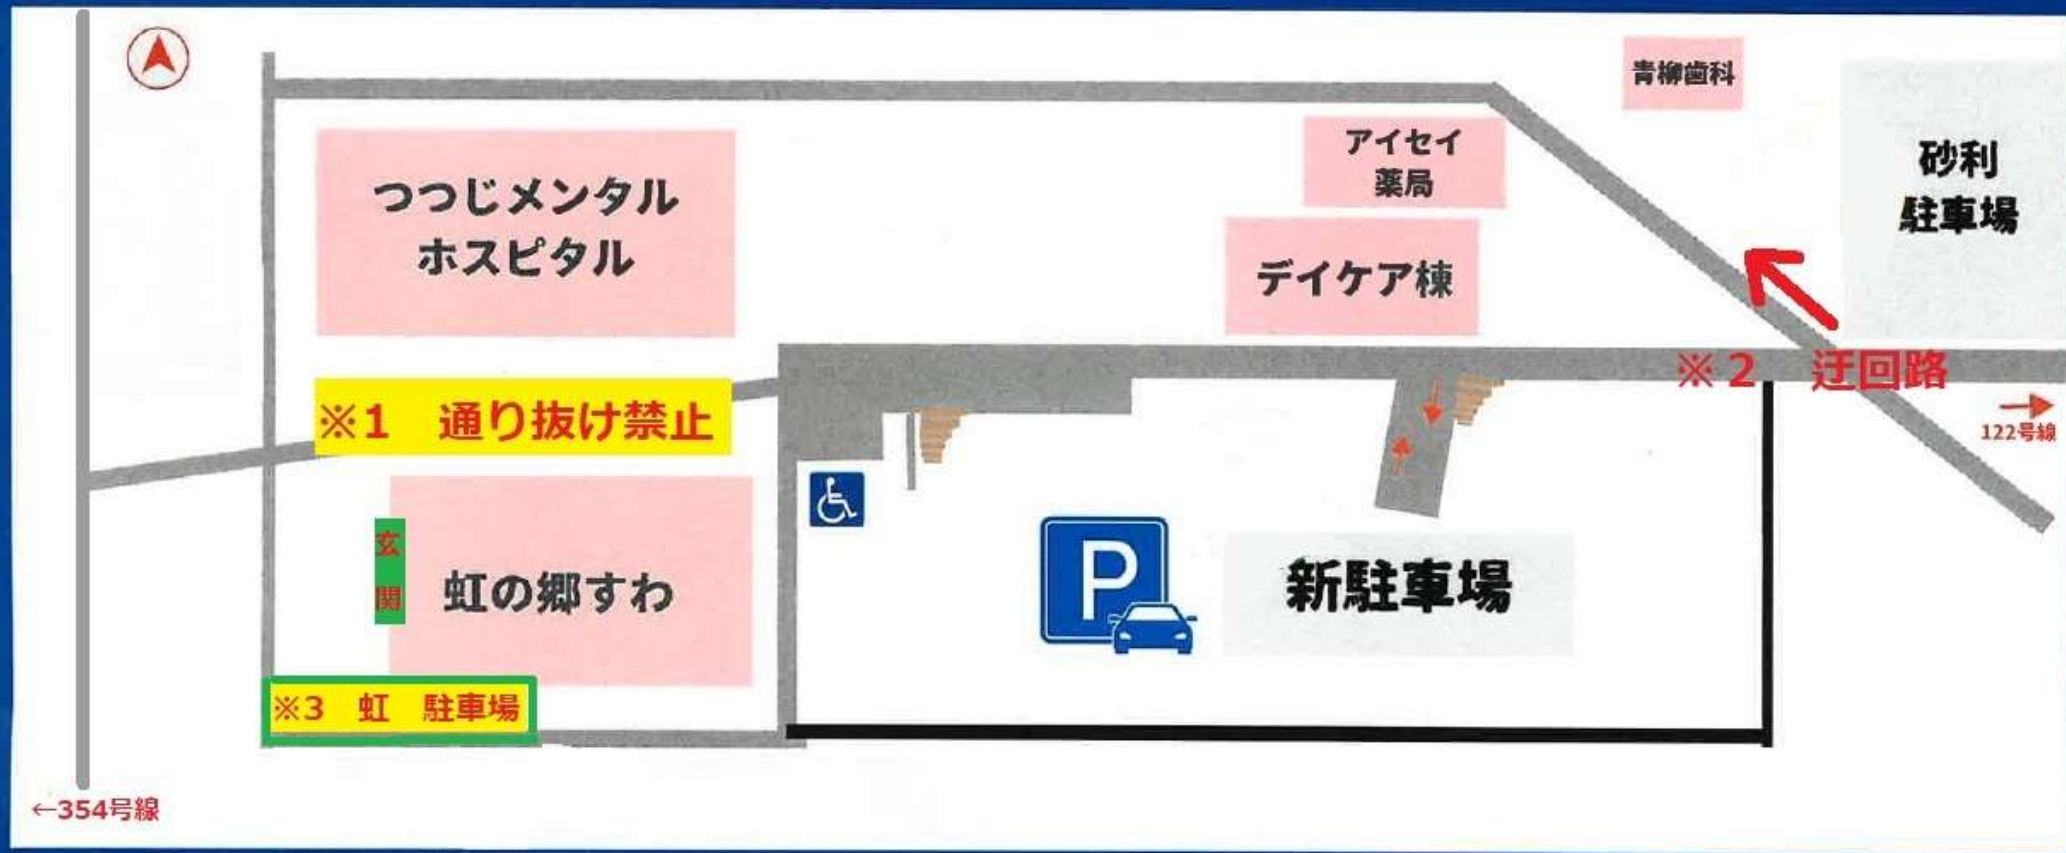 青柳歯科
アイセイ
薬局
砂利
駐車場
つつじメンタル
ホスピタル
デイケア棟
※1　通り抜け禁止
※2　迂回路
122号線
玄
関
虹の郷すわ
P
新駐車場
※3　虹　駐車場
←354号線